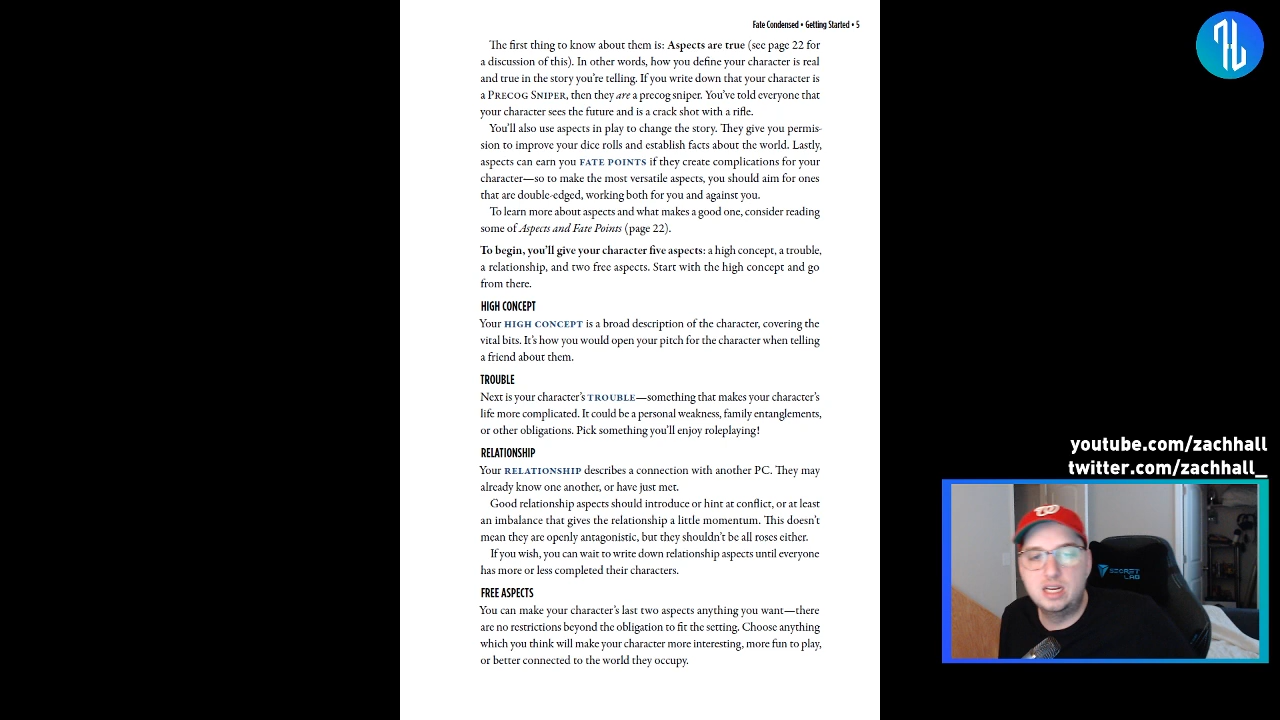 Fate Condensed • Getting Started • 5
The first thing to know about them is: Aspects are true (see page 22 for
a discussion of this). In other words, how you define your character is real
and true in the story you're telling. If you write down that your character is
a Precog Sniper, then they are a precog sniper. You've told everyone that
your character sees the future and is a crack shot with a rifle.
You'll also use aspects in play to change the story. They give you permis-
sion to improve your dice rolls and establish facts about the world. Lastly,
aspects can earn you FATE POINTS if they create complications for your
character—so to make the most versatile aspects, you should aim for ones
that are double-edged, working both for you and against you.
To learn more about aspects and what makes a good one, consider reading
some of Aspects and Fate Points (page 22).
To begin, you'll give your character five aspects: a high concept, a trouble,
a relationship, and two free aspects. Start with the high concept and go
from there.
HIGH CONCEPT
Your HIGH CONCEPT is a broad description of the character, covering the
vital bits. It's how you would open your pitch for the character when telling
a friend about them.
TROUBLE
Next is your character's TROUBLE—something that makes your character's
life more complicated. It could be a personal weakness, family entanglements,
or other obligations. Pick something you'll enjoy roleplaying!
RELATIONSHIP
Your RELATIONSHIP describes a connection with another PC. They may
already know one another, or have just met.
Good relationship aspects should introduce or hint at conflict, or at least
an imbalance that gives the relationship a little momentum. This doesn't
mean they are openly antagonistic, but they shouldn't be all roses either.
If you wish, you can wait to write down relationship aspects until everyone
has more or less completed their characters.
FREE ASPECTS
You can make your character's last two aspects anything you want—there
are no restrictions beyond the obligation to fit the setting. Choose anything
which you think will make your character more interesting, more fun to play,
or better connected to the world they occupy.
youtube.com/zachhall
twitter.com/zachhall_
SECRET
LAB